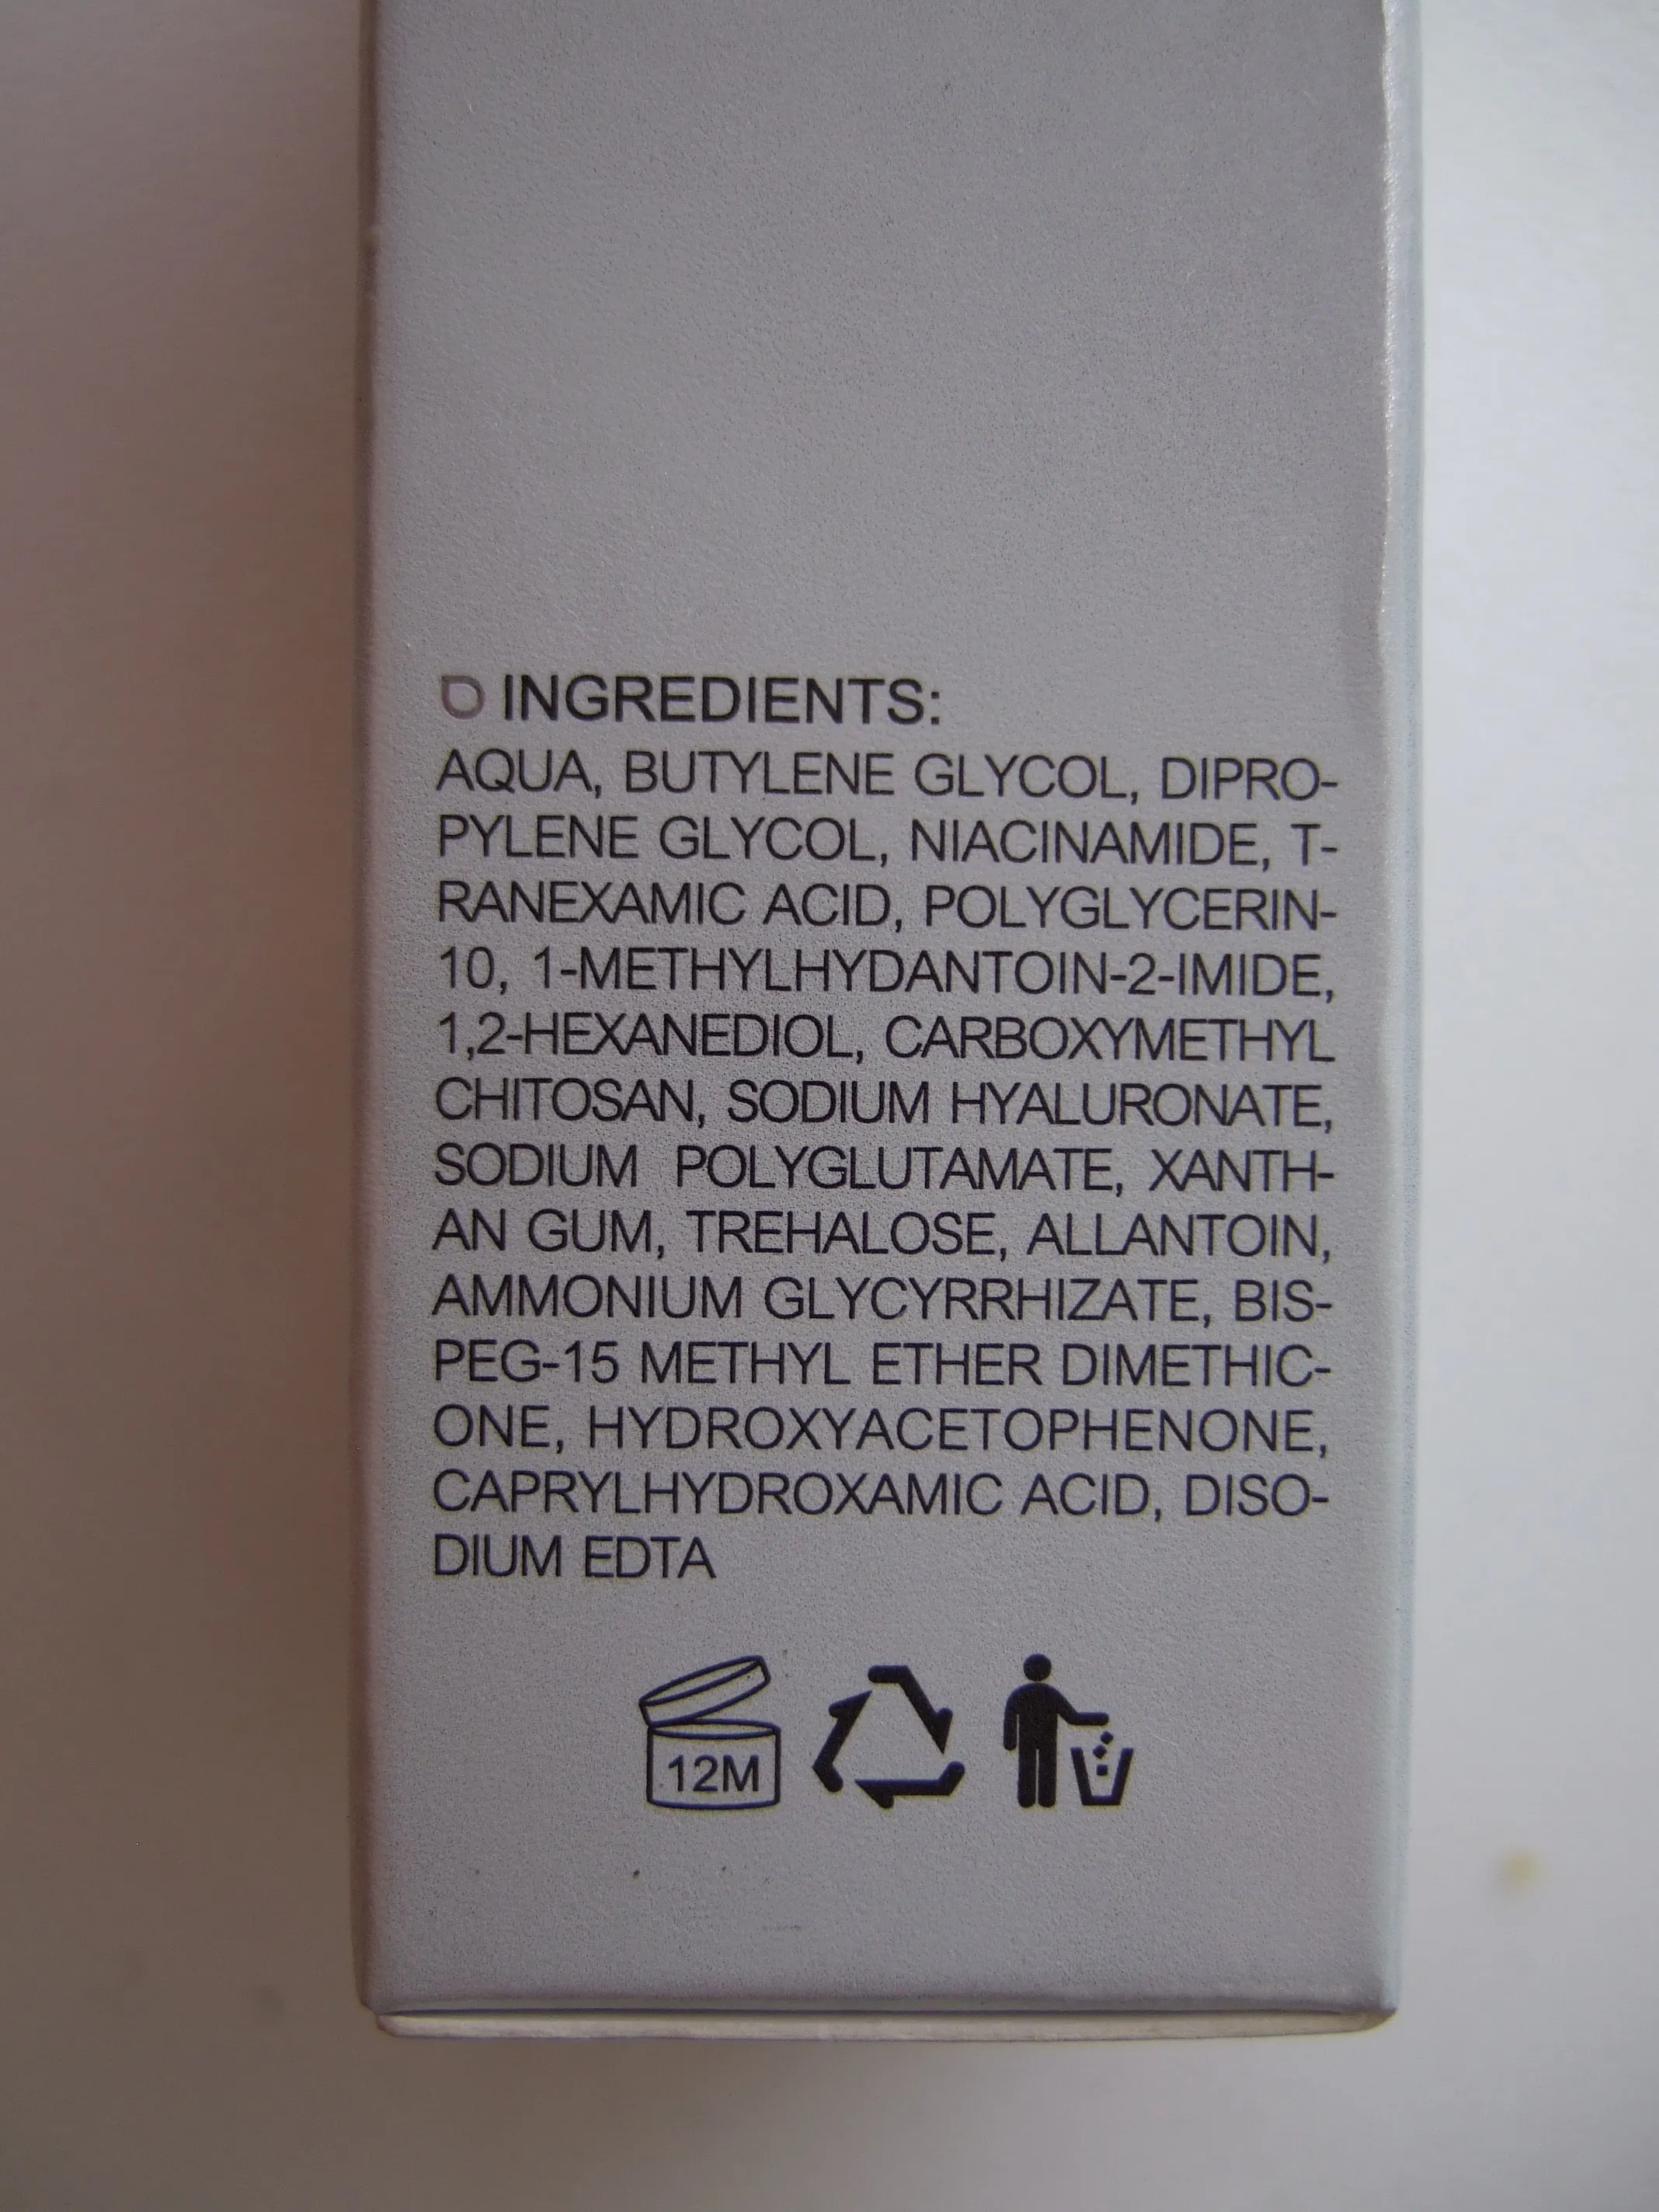 INGREDIENTS:
AQUA, BUTYLENE GLYCOL, DIPRO-
PYLENE GLYCOL, NIACINAMIDE, T-
RANEXAMIC ACID, POLYGLYCERIN-
10, 1-METHYLHYDANTOIN-2-IMIDE,
1,2-HEXANEDIOL, CARBOXYMETHYL
CHITOSAN, SODIUM HYALURONATE,
SODIUM POLYGLUTAMATE, XANTH-
AN GUM, TREHALOSE, ALLANTOIN,
AMMONIUM GLYCYRRHIZATE, BIS-
PEG-15 METHYL ETHER DIMETHIC-
ONE, HYDROXYACETOPHENONE,
CAPRYLHYDROXAMIC ACID, DISO-
DIUM EDTA
12M